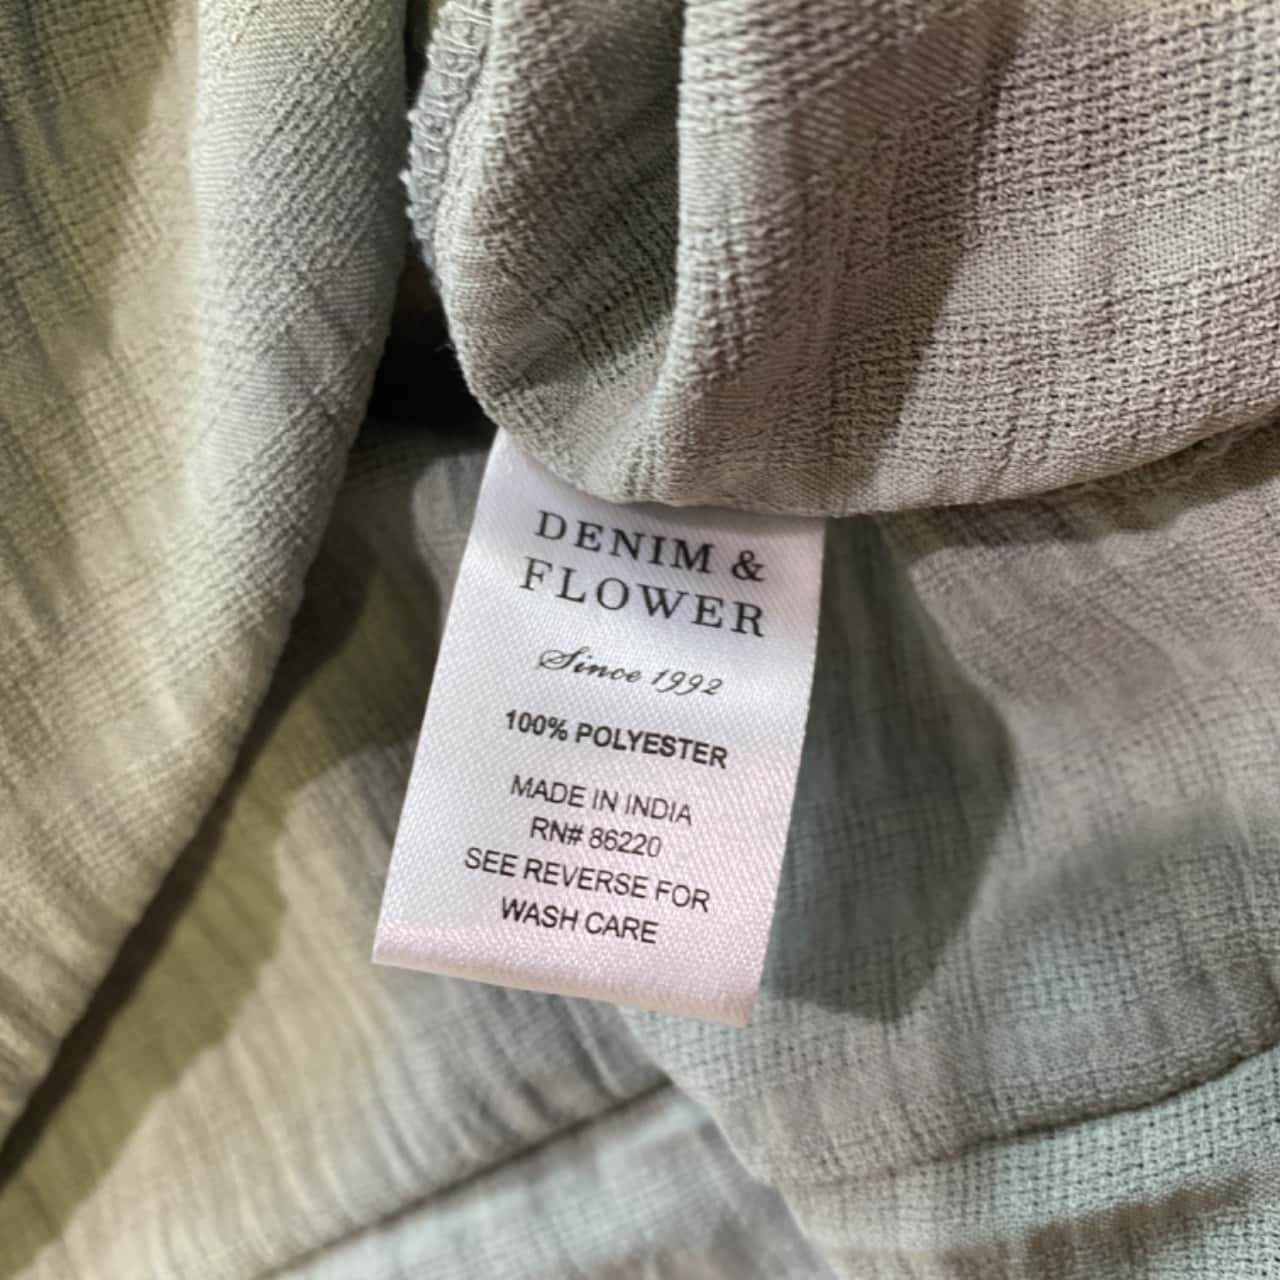 DENIM &
FLOWER
Since 1992
100% POLYESTER
MADE IN INDIA
RN# 86220
SEE REVERSE FOR
WASH CARE